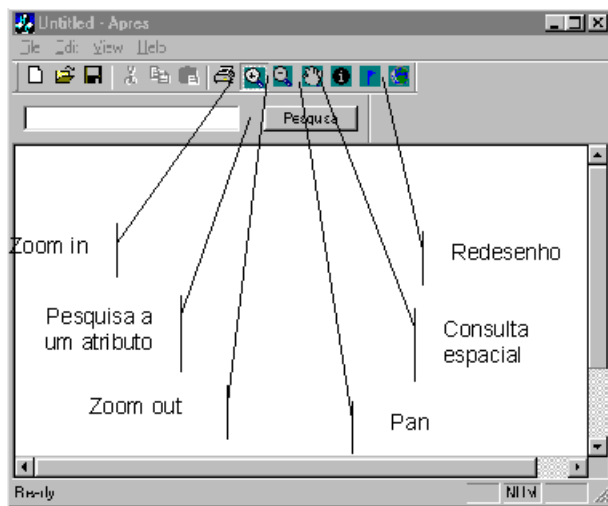 Untitled - Apres
File Edit View Help
Pesquisa
Zoom in
Redesenho
Pesquisa a
um atributo
Consulta
espacial
Zoom out
Pan
Ready
NUM